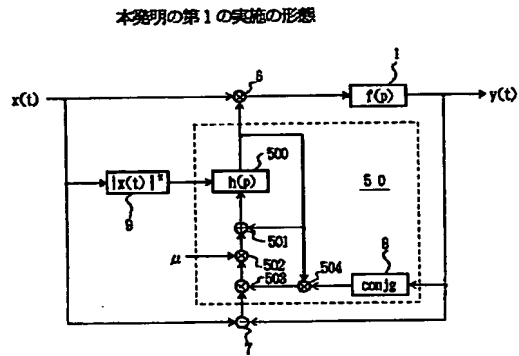 本発明の第1の実施の形態
6
1
x(t)
f(p)
y(t)
500
|x(t)|²
h(p)
50
9
501
8
μ
502
504
503
conjg
7